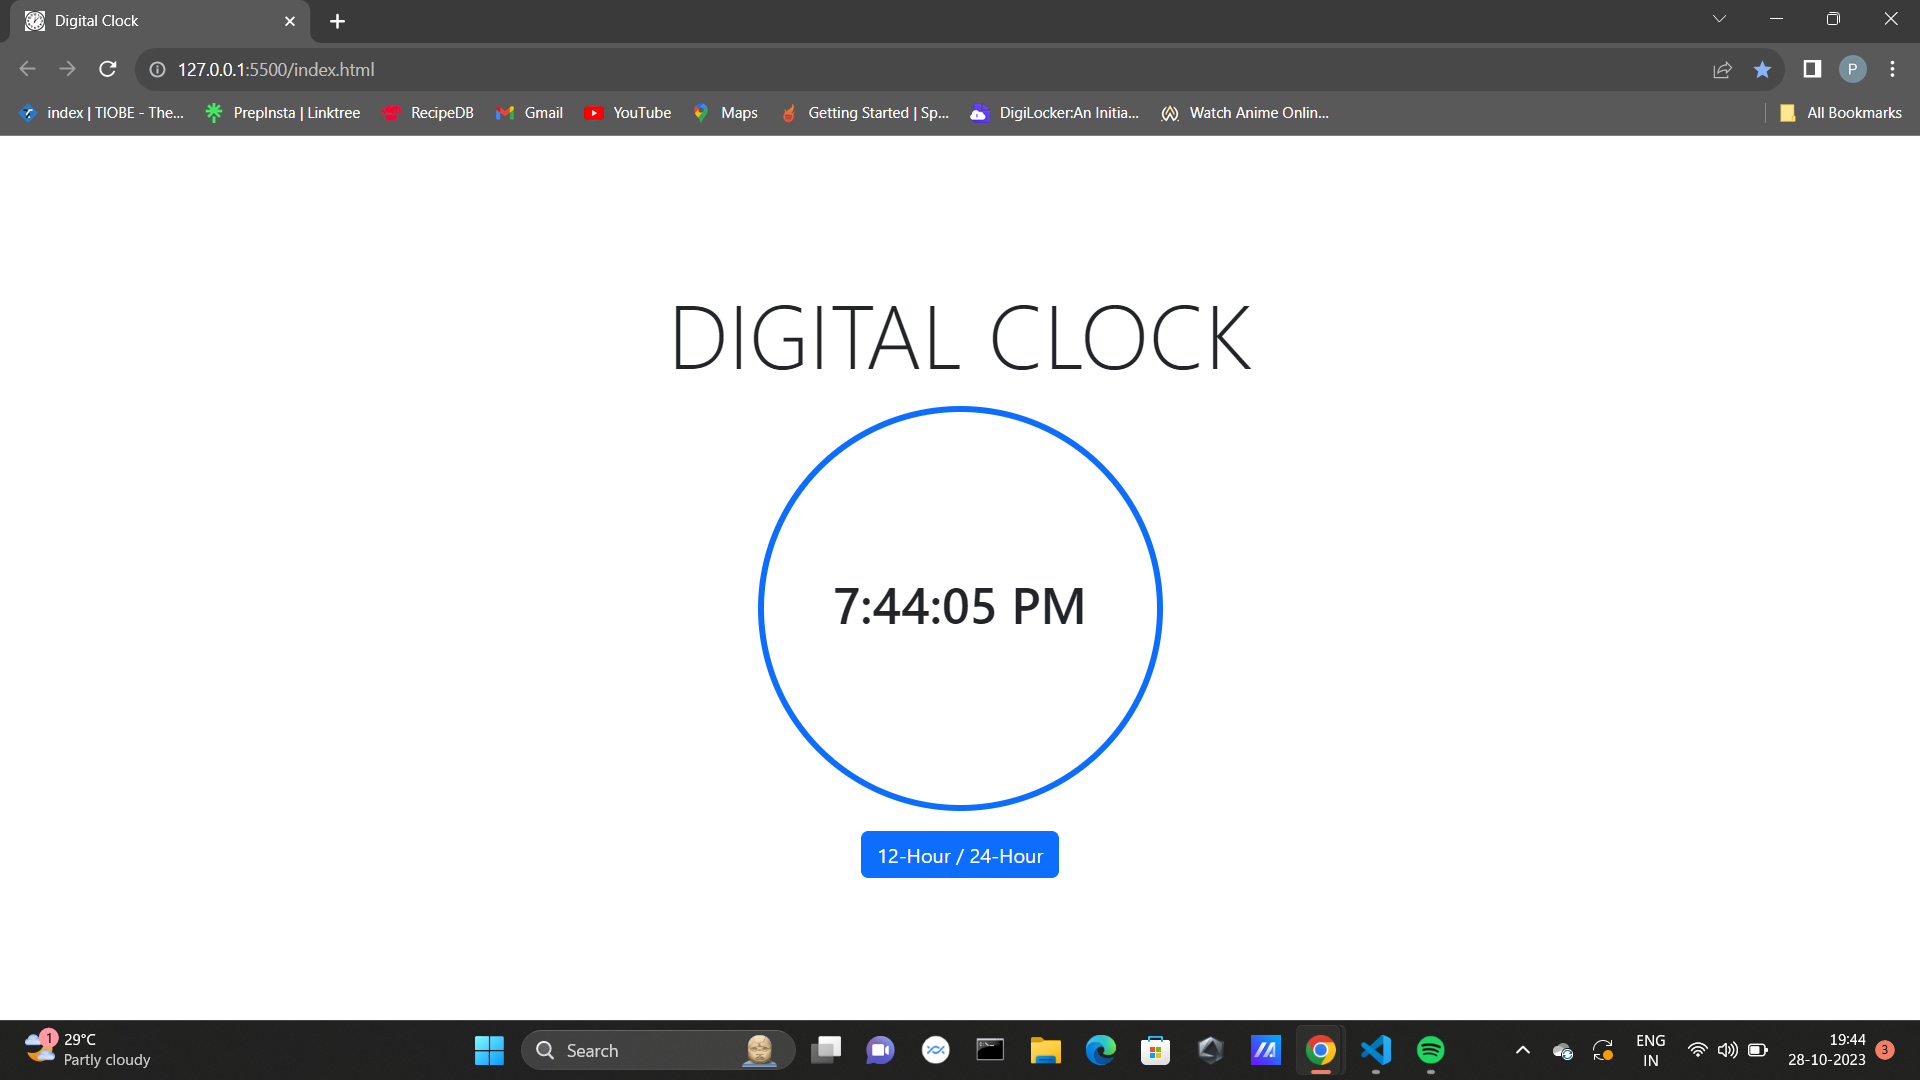 Digital Clock
127.0.0.1:5500/index.html
index | TIOBE - The... PrepInsta | Linktree RecipeDB Gmail YouTube Maps Getting Started | Sp... DigiLocker:An Initia... Watch Anime Onlin... All Bookmarks
P
DIGITAL CLOCK
7:44:05 PM
12-Hour / 24-Hour
1 29°C
Partly cloudy
Search
ENG
IN
19:44
28-10-2023
3